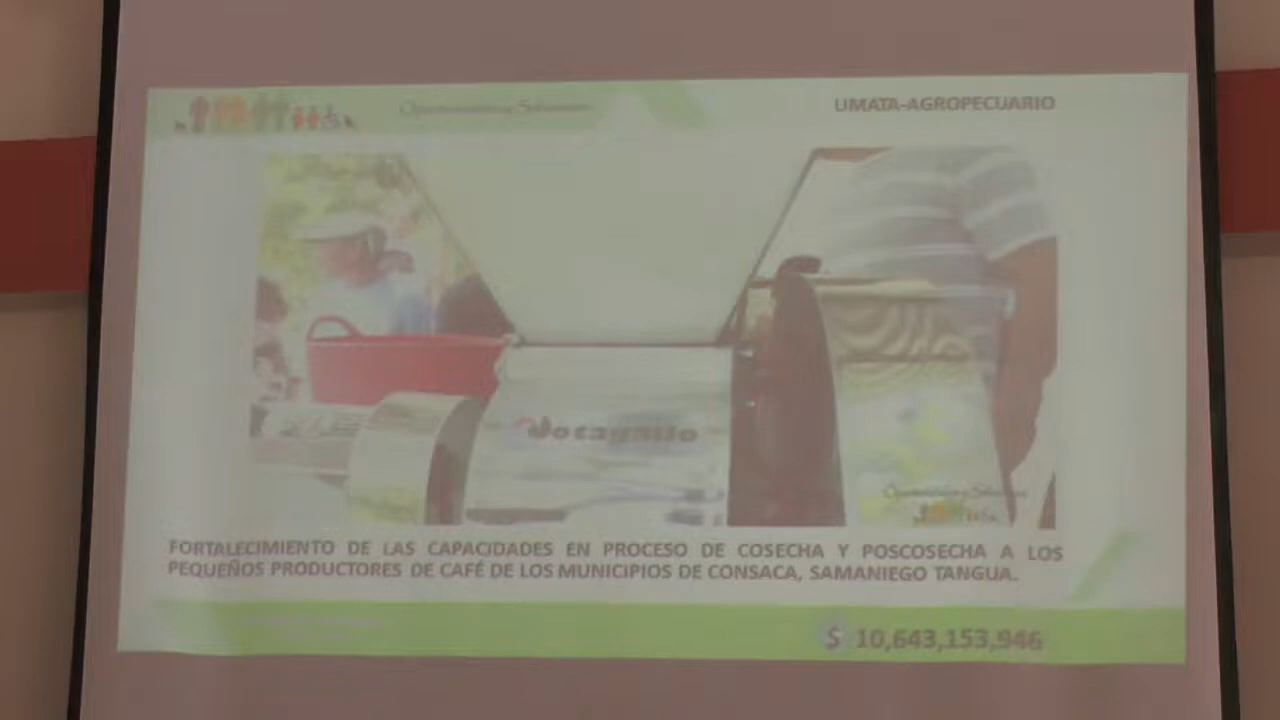 UMATA-AGROPECUARIO
FORTALECIMIENTO DE LAS CAPACIDADES EN PROCESO DE COSECHA Y POSCOSECHA A LOS
PEQUEÑOS PRODUCTORES DE CAFÉ DE LOS MUNICIPIOS DE CONSACA, SAMANIEGO TANGUA.
$ 10,643,153,946